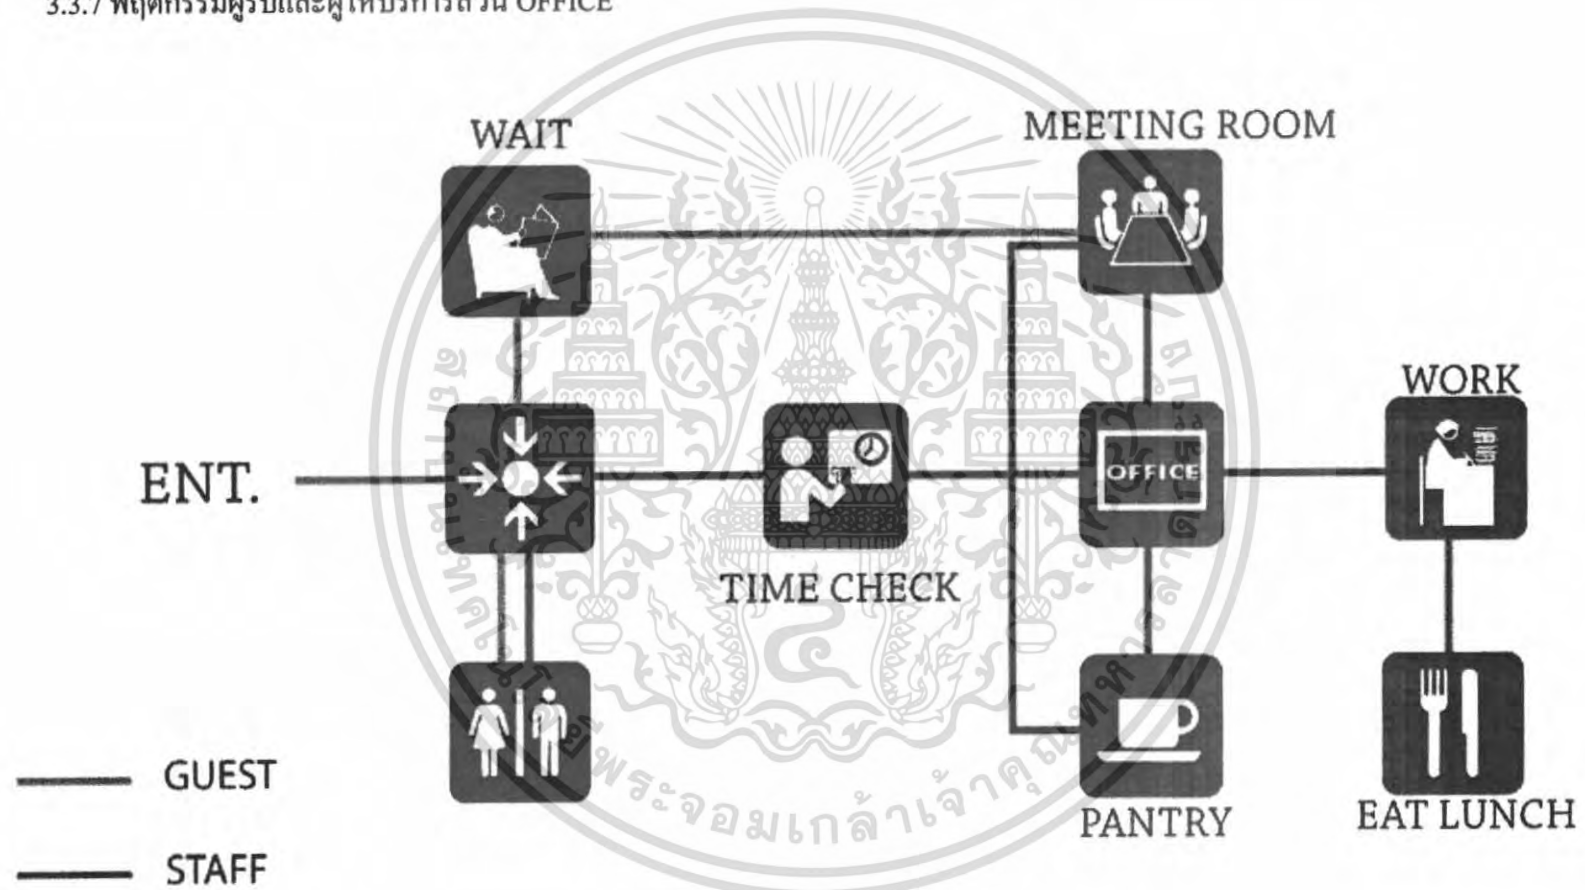 3.3.7 พฤติกรรมผู้รับและผู้ให้บริการส่วน OFFICE
WAIT
MEETING ROOM
WORK
ENT.
OFFICE
TIME CHECK
GUEST
PANTRY
EAT LUNCH
STAFF
พระจอมเกล้าเจ้าคุณทหาร